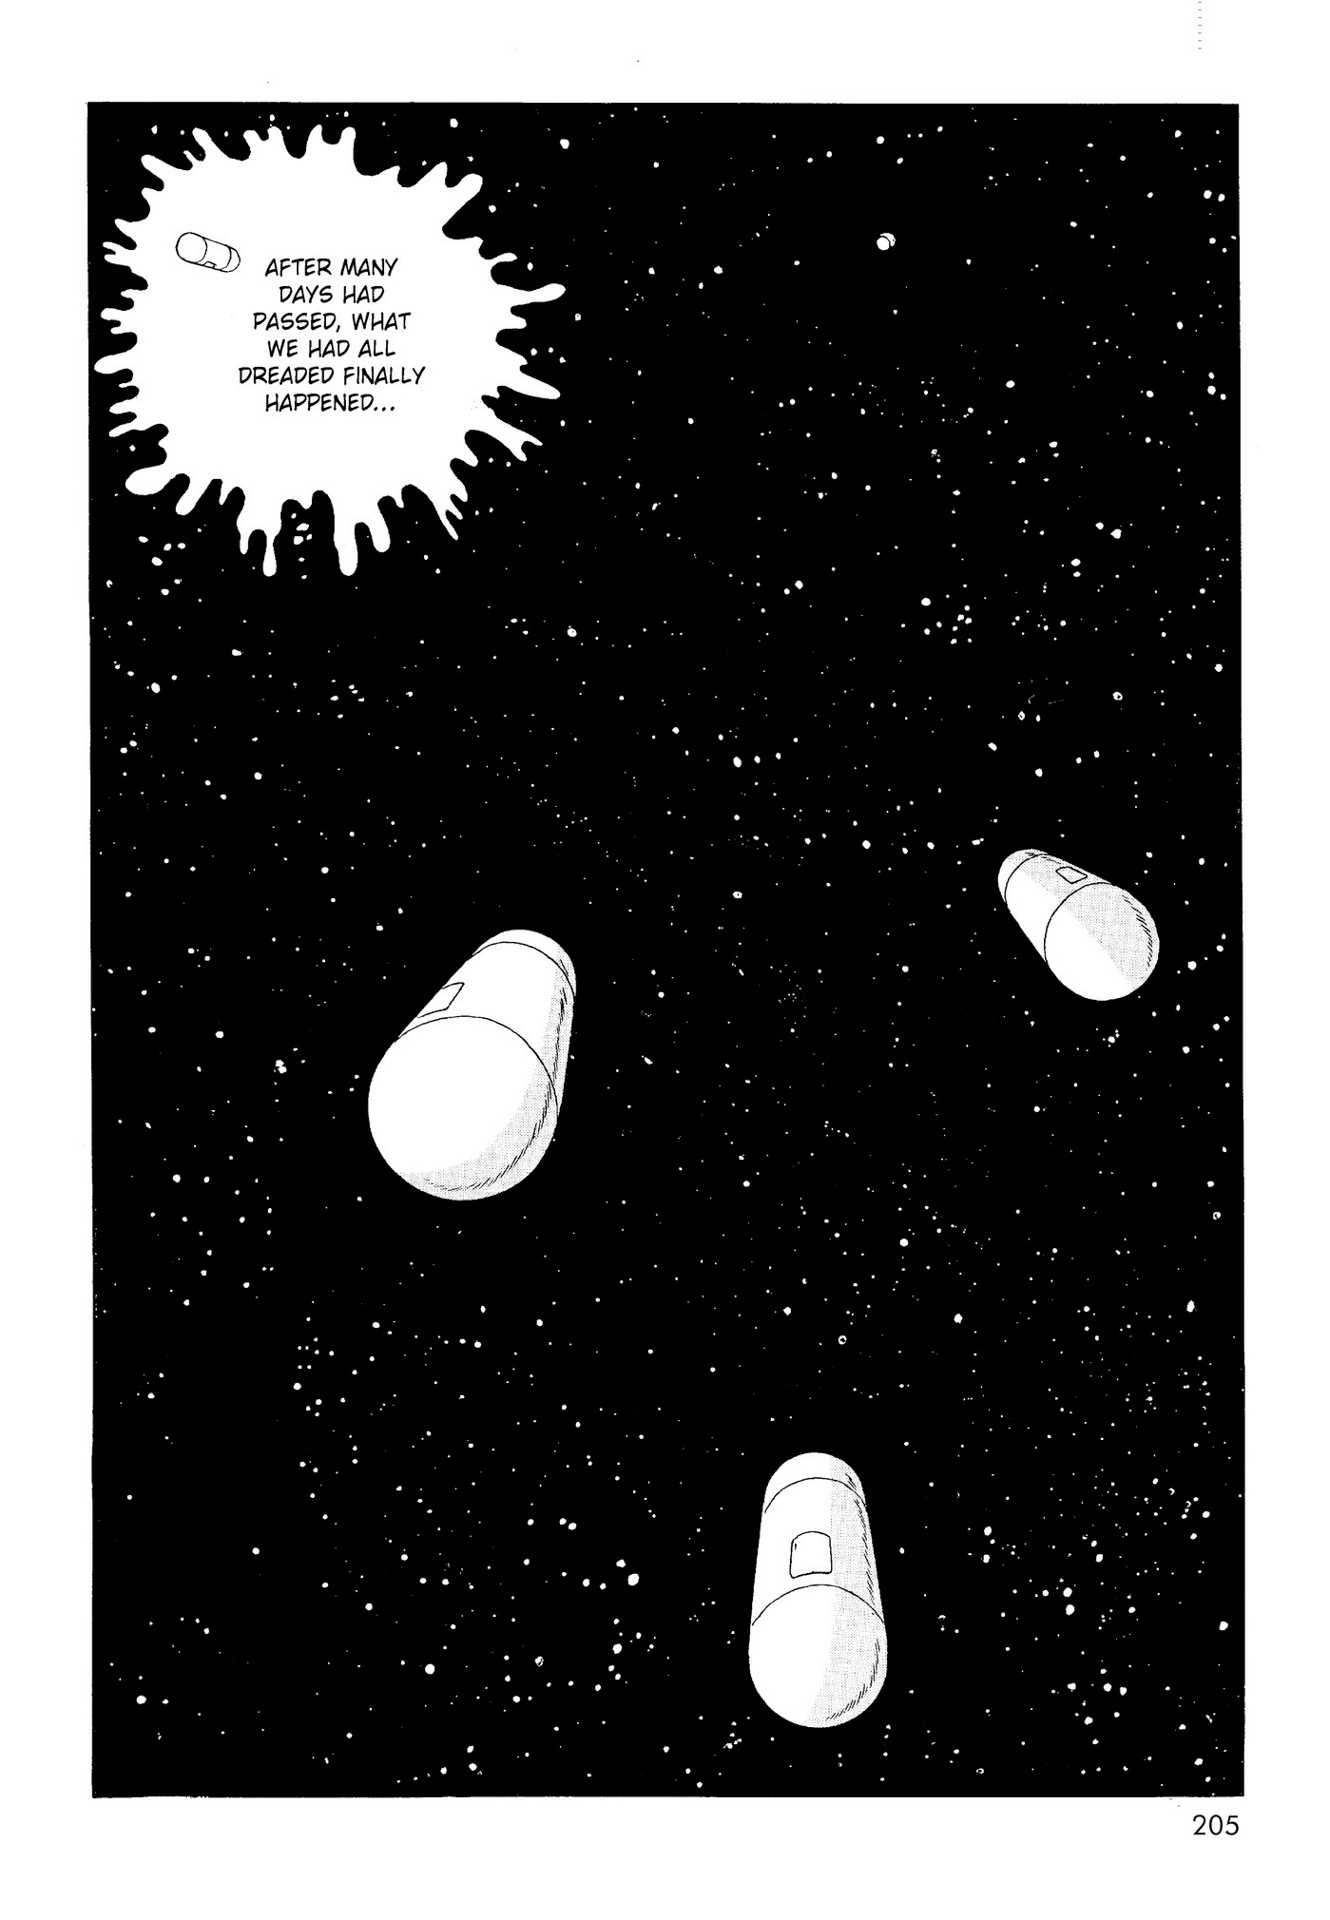 AFTER MANY
DAYS HAD
PASSED, WHAT
WE HAD ALL
DREADED FINALLY
HAPPENED...
205